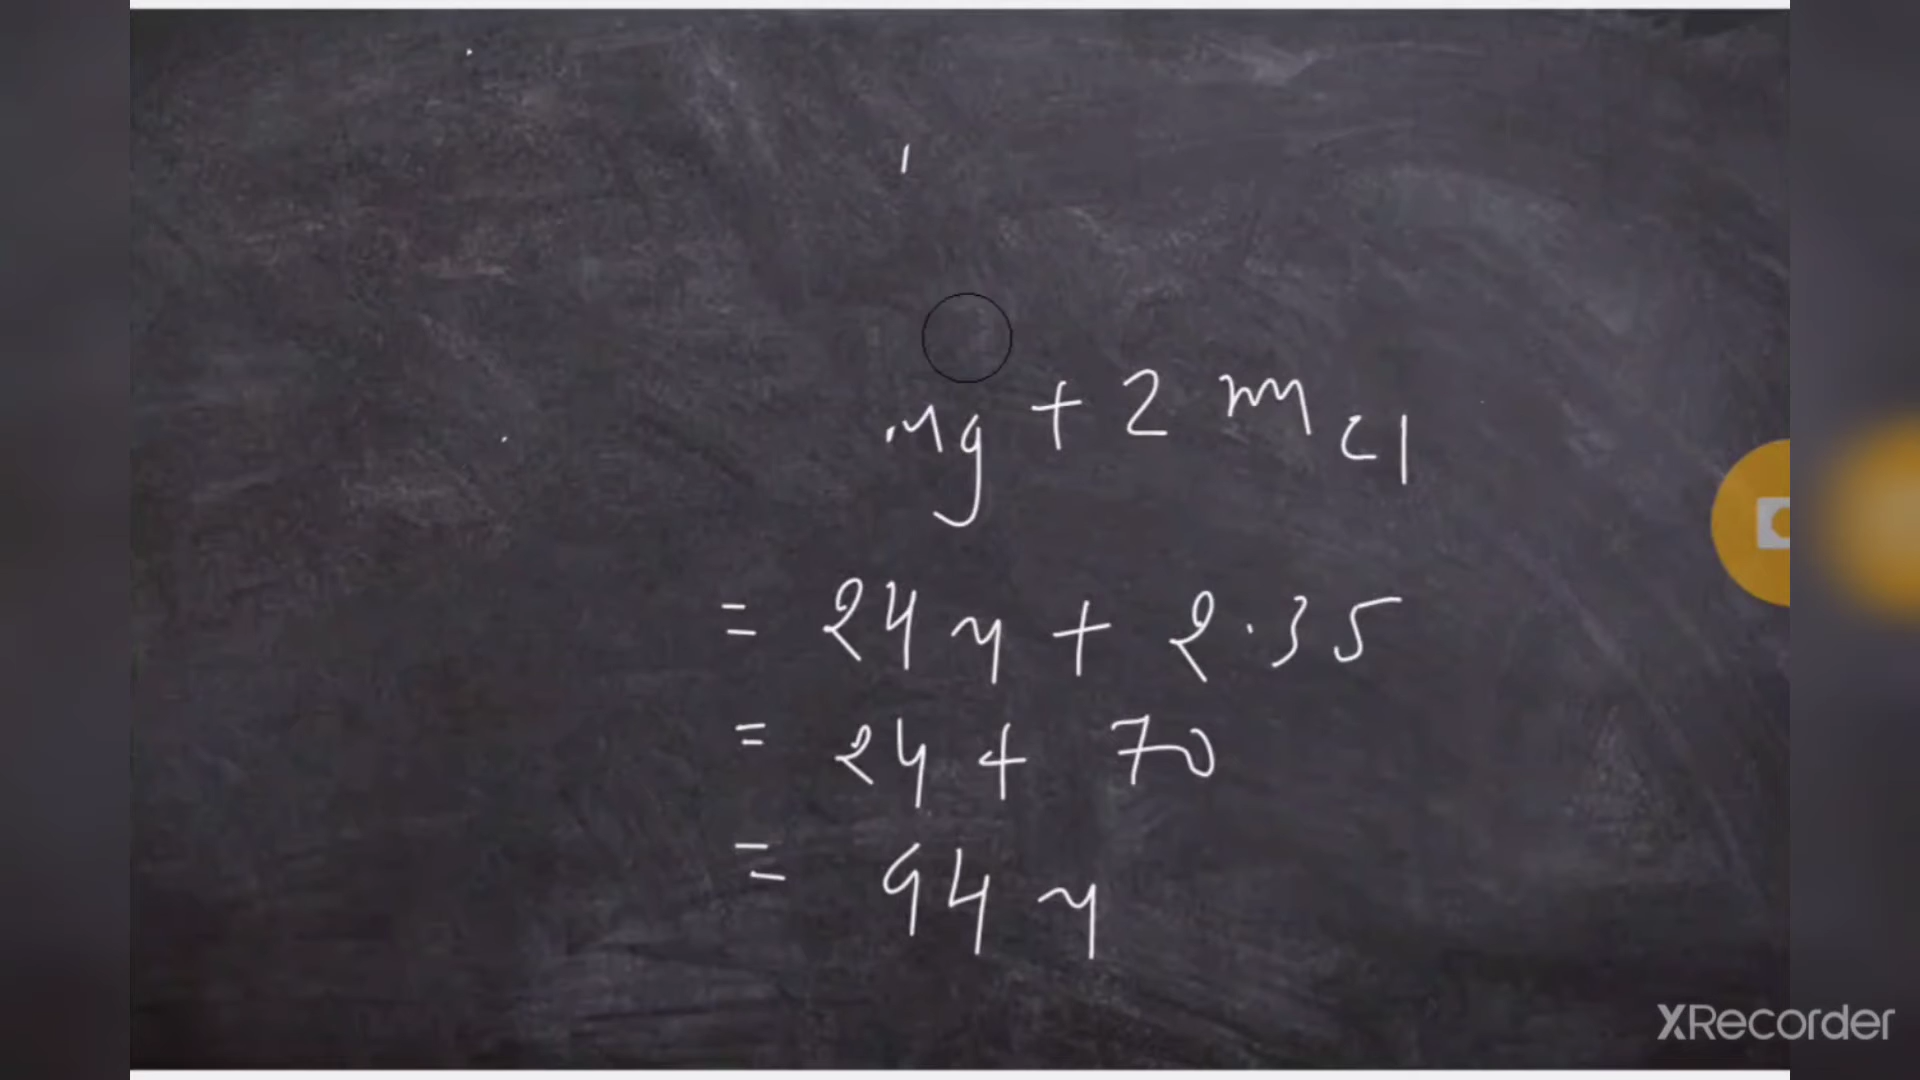 Mg + 2 m Cl
= 24 u + 2.35
= 24 + 70
= 94 u
XRecorder